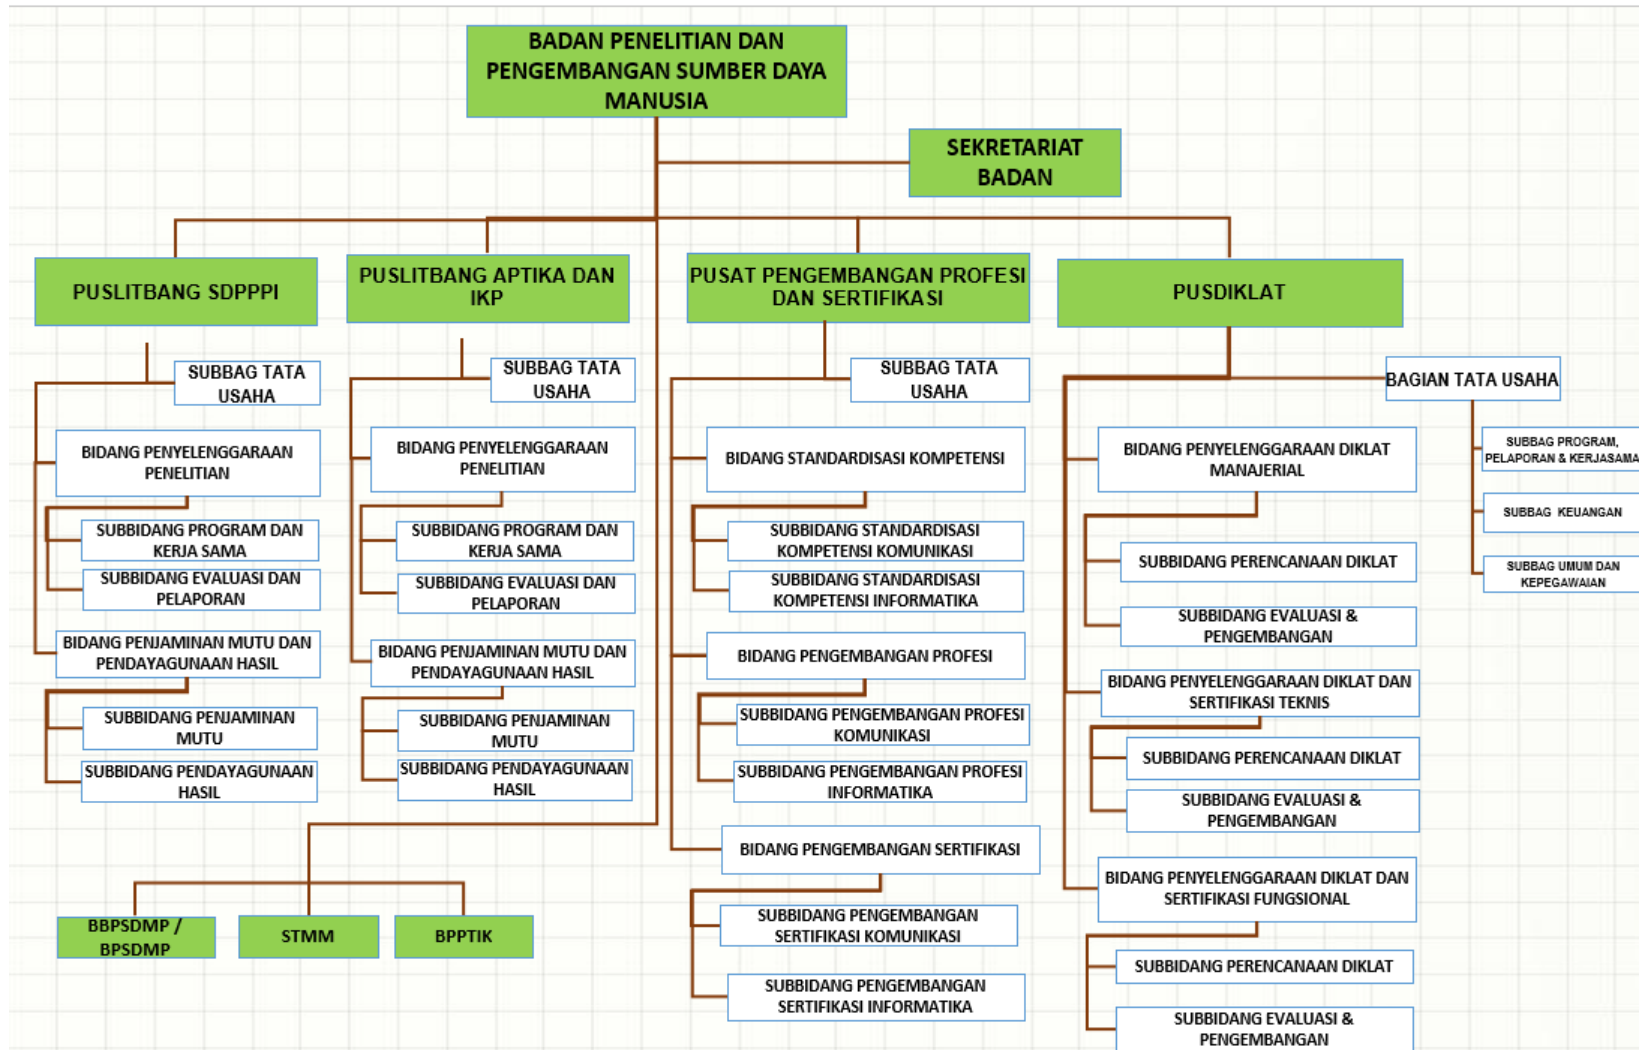 BADAN PENELITIAN DAN
PENGEMBANGAN SUMBER DAYA
MANUSIA
SEKRETARIAT
BADAN
PUSLITBANG SDPPPI
SUBBAG TATA
USAHA
BIDANG PENYELENGGARAAN
PENELITIAN
SUBBIDANG PROGRAM DAN
KERJA SAMA
SUBBIDANG EVALUASI DAN
PELAPORAN
BIDANG PENJAMINAN MUTU DAN
PENDAYAGUNAAN HASIL
SUBBIDANG PENJAMINAN
MUTU
SUBBIDANG PENDAYAGUNAAN
HASIL
PUSLITBANG APTIKA DAN
IKP
SUBBAG TATA
USAHA
BIDANG PENYELENGGARAAN
PENELITIAN
SUBBIDANG PROGRAM DAN
KERJA SAMA
SUBBIDANG EVALUASI DAN
PELAPORAN
BIDANG PENJAMINAN MUTU DAN
PENDAYAGUNAAN HASIL
SUBBIDANG PENJAMINAN
MUTU
SUBBIDANG PENDAYAGUNAAN
HASIL
PUSAT PENGEMBANGAN PROFESI
DAN SERTIFIKASI
SUBBAG TATA
USAHA
BIDANG STANDARDISASI KOMPETENSI
SUBBIDANG STANDARDISASI
KOMPETENSI KOMUNIKASI
SUBBIDANG STANDARDISASI
KOMPETENSI INFORMATIKA
BIDANG PENGEMBANGAN PROFESI
SUBBIDANG PENGEMBANGAN PROFESI
KOMUNIKASI
SUBBIDANG PENGEMBANGAN PROFESI
INFORMATIKA
BIDANG PENGEMBANGAN SERTIFIKASI
SUBBIDANG PENGEMBANGAN
SERTIFIKASI KOMUNIKASI
SUBBIDANG PENGEMBANGAN
SERTIFIKASI INFORMATIKA
PUSDIKLAT
BAGIAN TATA USAHA
SUBBAG PROGRAM,
PELAPORAN & KERJASAMA
SUBBAG KEUANGAN
SUBBAG UMUM DAN
KEPEGAWAIAN
BIDANG PENYELENGGARAAN DIKLAT
MANAJERIAL
SUBBIDANG PERENCANAAN DIKLAT
SUBBIDANG EVALUASI &
PENGEMBANGAN
BIDANG PENYELENGGARAAN DIKLAT DAN
SERTIFIKASI TEKNIS
SUBBIDANG PERENCANAAN DIKLAT
SUBBIDANG EVALUASI &
PENGEMBANGAN
BIDANG PENYELENGGARAAN DIKLAT DAN
SERTIFIKASI FUNGSIONAL
SUBBIDANG PERENCANAAN DIKLAT
SUBBIDANG EVALUASI &
PENGEMBANGAN
BBPSDMP /
BPSDMP
STMM
BPPTIK